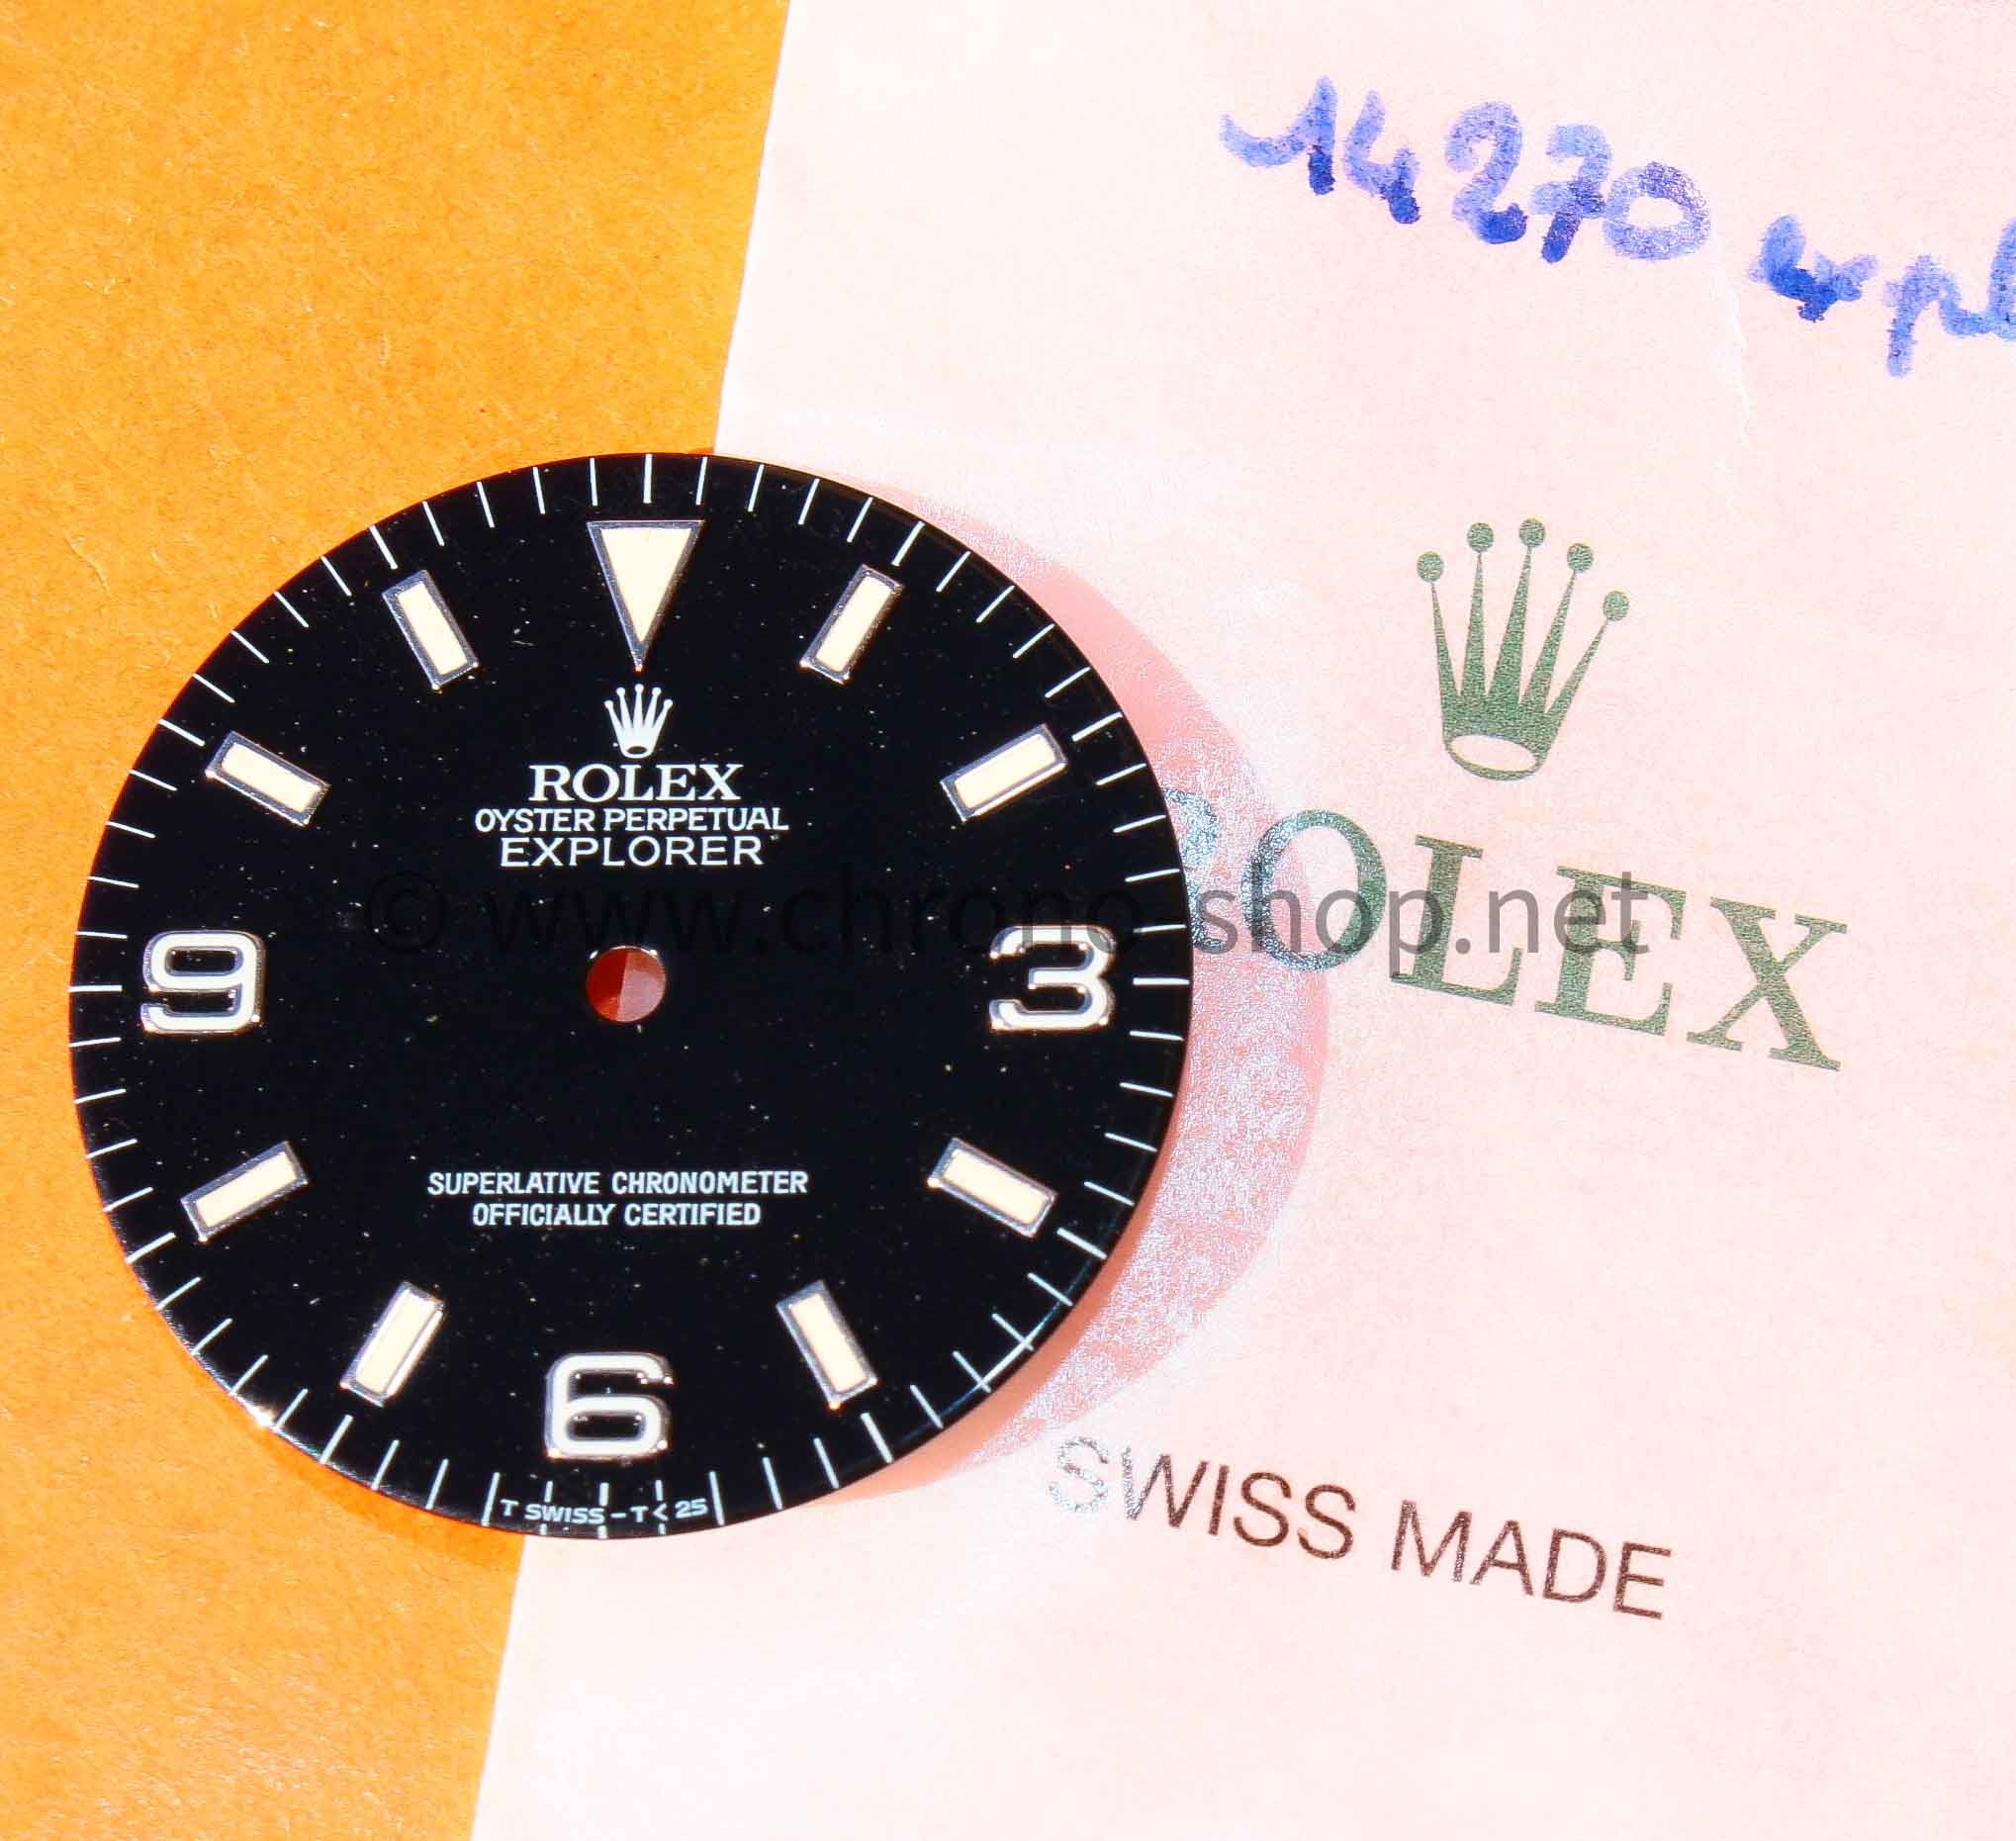 14270 expl
ROLEX
OYSTER PERPETUAL
EXPLORER
© www.chrono-shop.net
9
3
SUPERLATIVE CHRONOMETER
OFFICIALLY CERTIFIED
6
T SWISS – T < 25
ROLEX
SWISS MADE